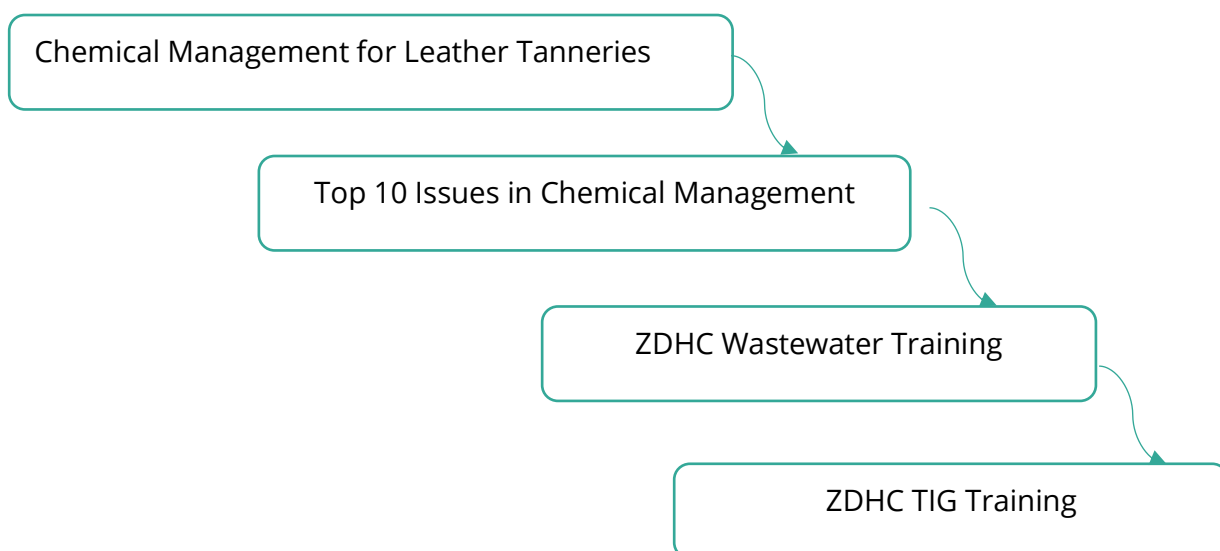 Chemical Management for Leather Tanneries
Top 10 Issues in Chemical Management
ZDHC Wastewater Training
ZDHC TIG Training